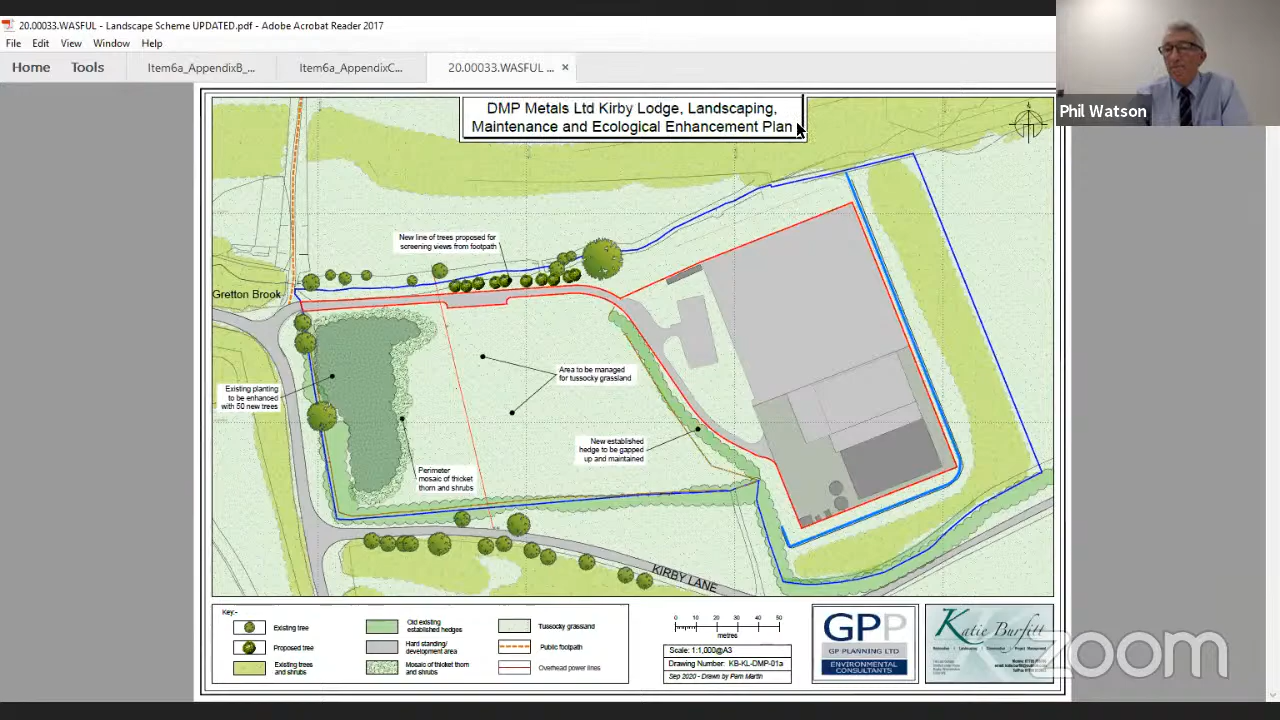 20.00033.WASFUL - Landscape Scheme UPDATED.pdf - Adobe Acrobat Reader 2017
File Edit View Window Help
Home Tools Item6a_AppendixB_... Item6a_AppendixC... 20.00033.WASFUL ... ×
Phil Watson
DMP Metals Ltd Kirby Lodge, Landscaping,
Maintenance and Ecological Enhancement Plan
New line of trees proposed for
screening views from footpath
Gretton Brook
Area to be managed
for tussocky grassland
Existing planting
to be enhanced
with 50 new trees
New established
hedge to be gapped
up and maintained
Perimeter
mosaic of thicket
thorn and shrubs
KIRBY LANE
Key:-
Existing tree
Proposed tree
Existing trees
and shrubs
Old existing
established hedges
Hard standing/
development area
Mosaic of thicket thorn
and shrubs
Tussocky grassland
Public footpath
Overhead power lines
0 10 20 30 40 50
metres
Scale: 1:1,000@A3
Drawing Number: KB-KL-DMP-01a
Sep 2020 - Drawn by Pam Martin
GPP
GP PLANNING LTD
ENVIRONMENTAL
CONSULTANTS
Katie Burfitt
zoom